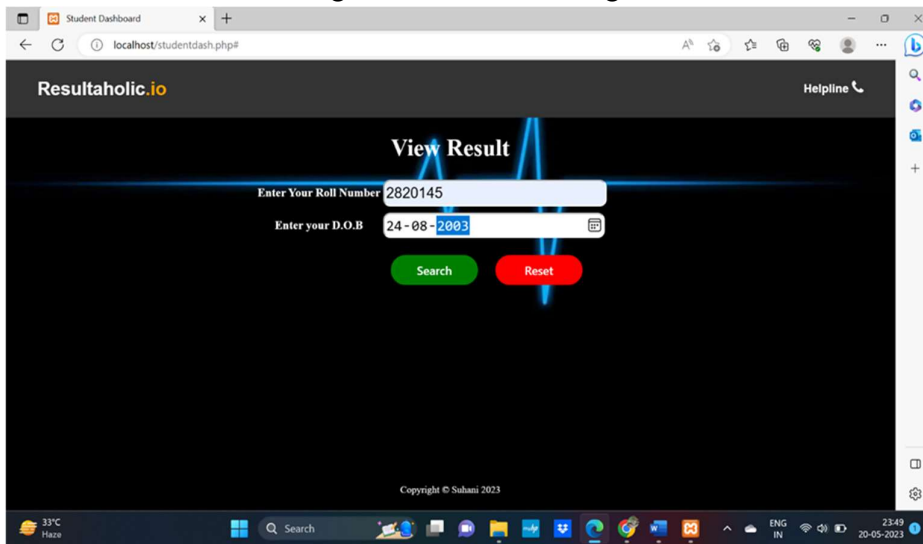 Student Dashboard
localhost/studentdash.php#
Resultaholic.io
Helpline
View Result
Enter Your Roll Number 2820145
Enter your D.O.B 24-08-2003
Search Reset
Copyright © Suhani 2023
33°C
Haze
Search
ENG
IN
23:49
20-05-2023